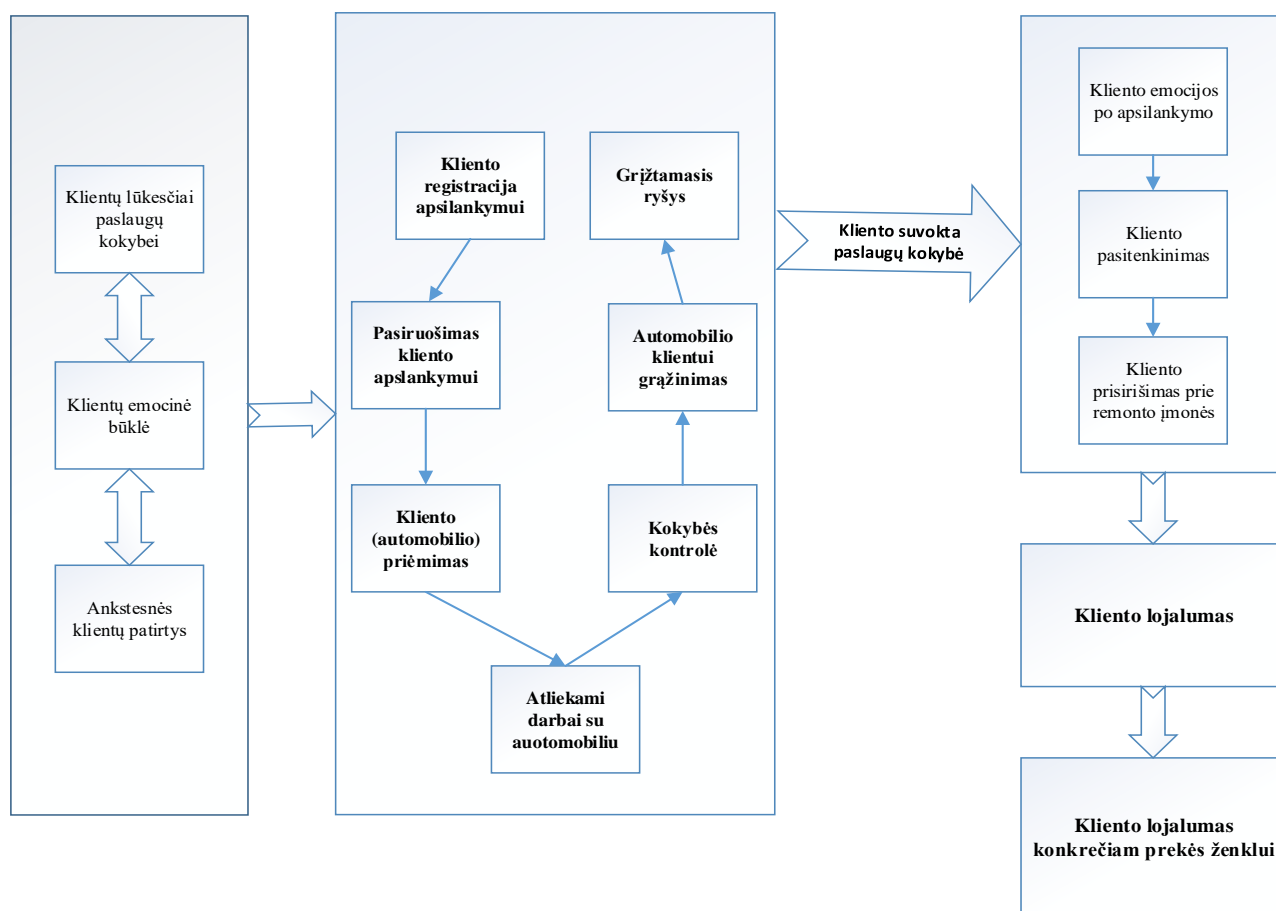 Klientų lūkesčiai
paslaugų
kokybei
Klientų emocinė
būklė
Ankstesnės
klientų patirtys
Kliento
registracija
apsilankymui
Pasiruošimas
kliento
apslankymui
Kliento
(automobilio)
priėmimas
Atliekami
darbai su
auotomobiliu
Kokybės
kontrolė
Automobilio
klientui
grąžinimas
Grįžtamasis
ryšys
Kliento suvokta
paslaugų kokybė
Kliento emocijos
po apsilankymo
Kliento
pasitenkinimas
Kliento
prisirišimas prie
remonto įmonės
Kliento lojalumas
Kliento lojalumas
konkrečiam prekės ženklui